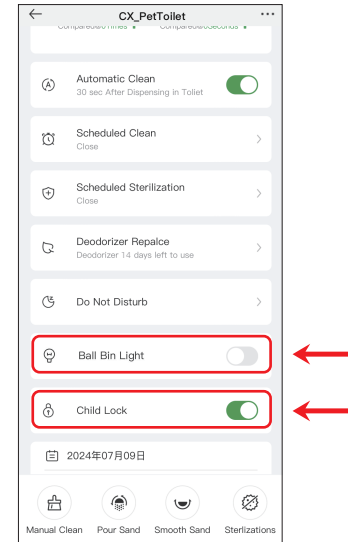 CX_PetToilet
Automatic Clean
30 sec After Dispensing in Toliet
Scheduled Clean
Close
Scheduled Sterilization
Close
Deodorizer Repalce
Deodorizer 14 days left to use
Do Not Disturb
Ball Bin Light
Child Lock
2024年07月09日
Manual Clean
Pour Sand
Smooth Sand
Sterlizations